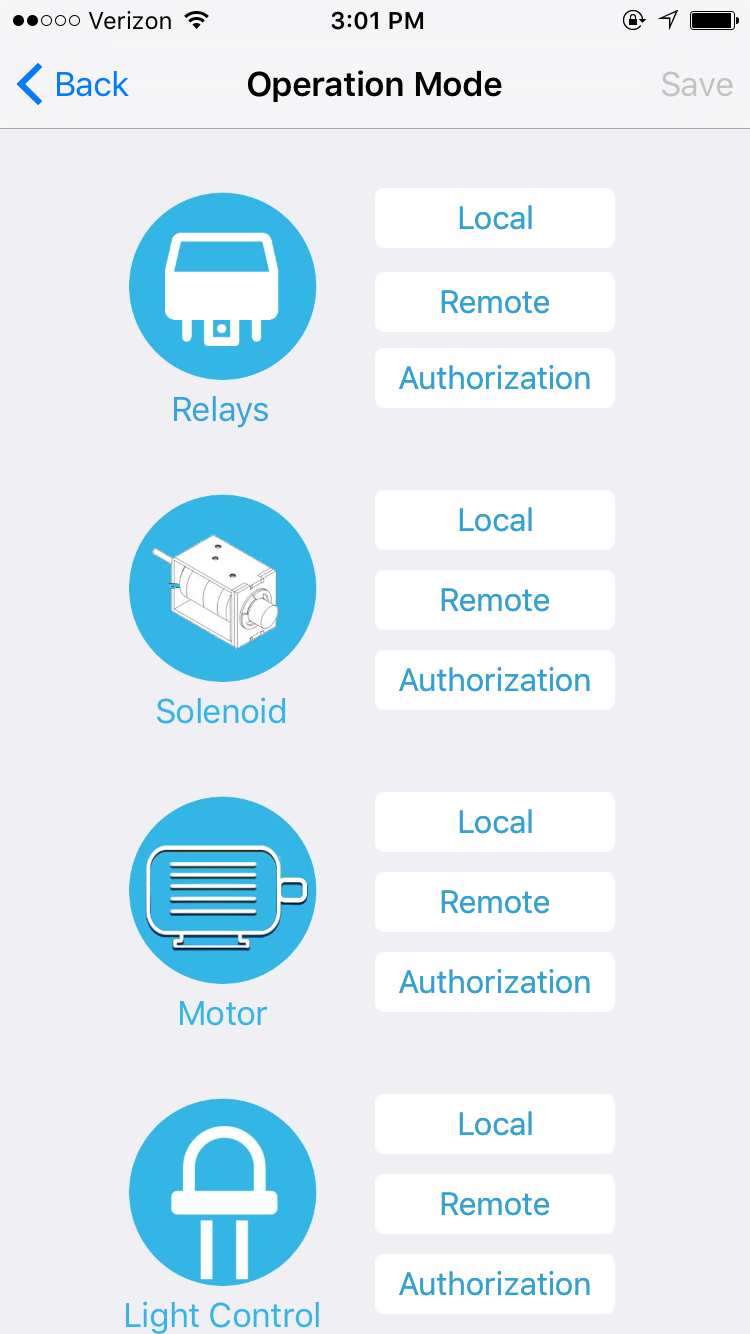 Verizon 3:01 PM
Back Operation Mode Save
Local
Remote
Authorization
Relays
Local
Remote
Authorization
Solenoid
Local
Remote
Authorization
Motor
Local
Remote
Authorization
Light Control